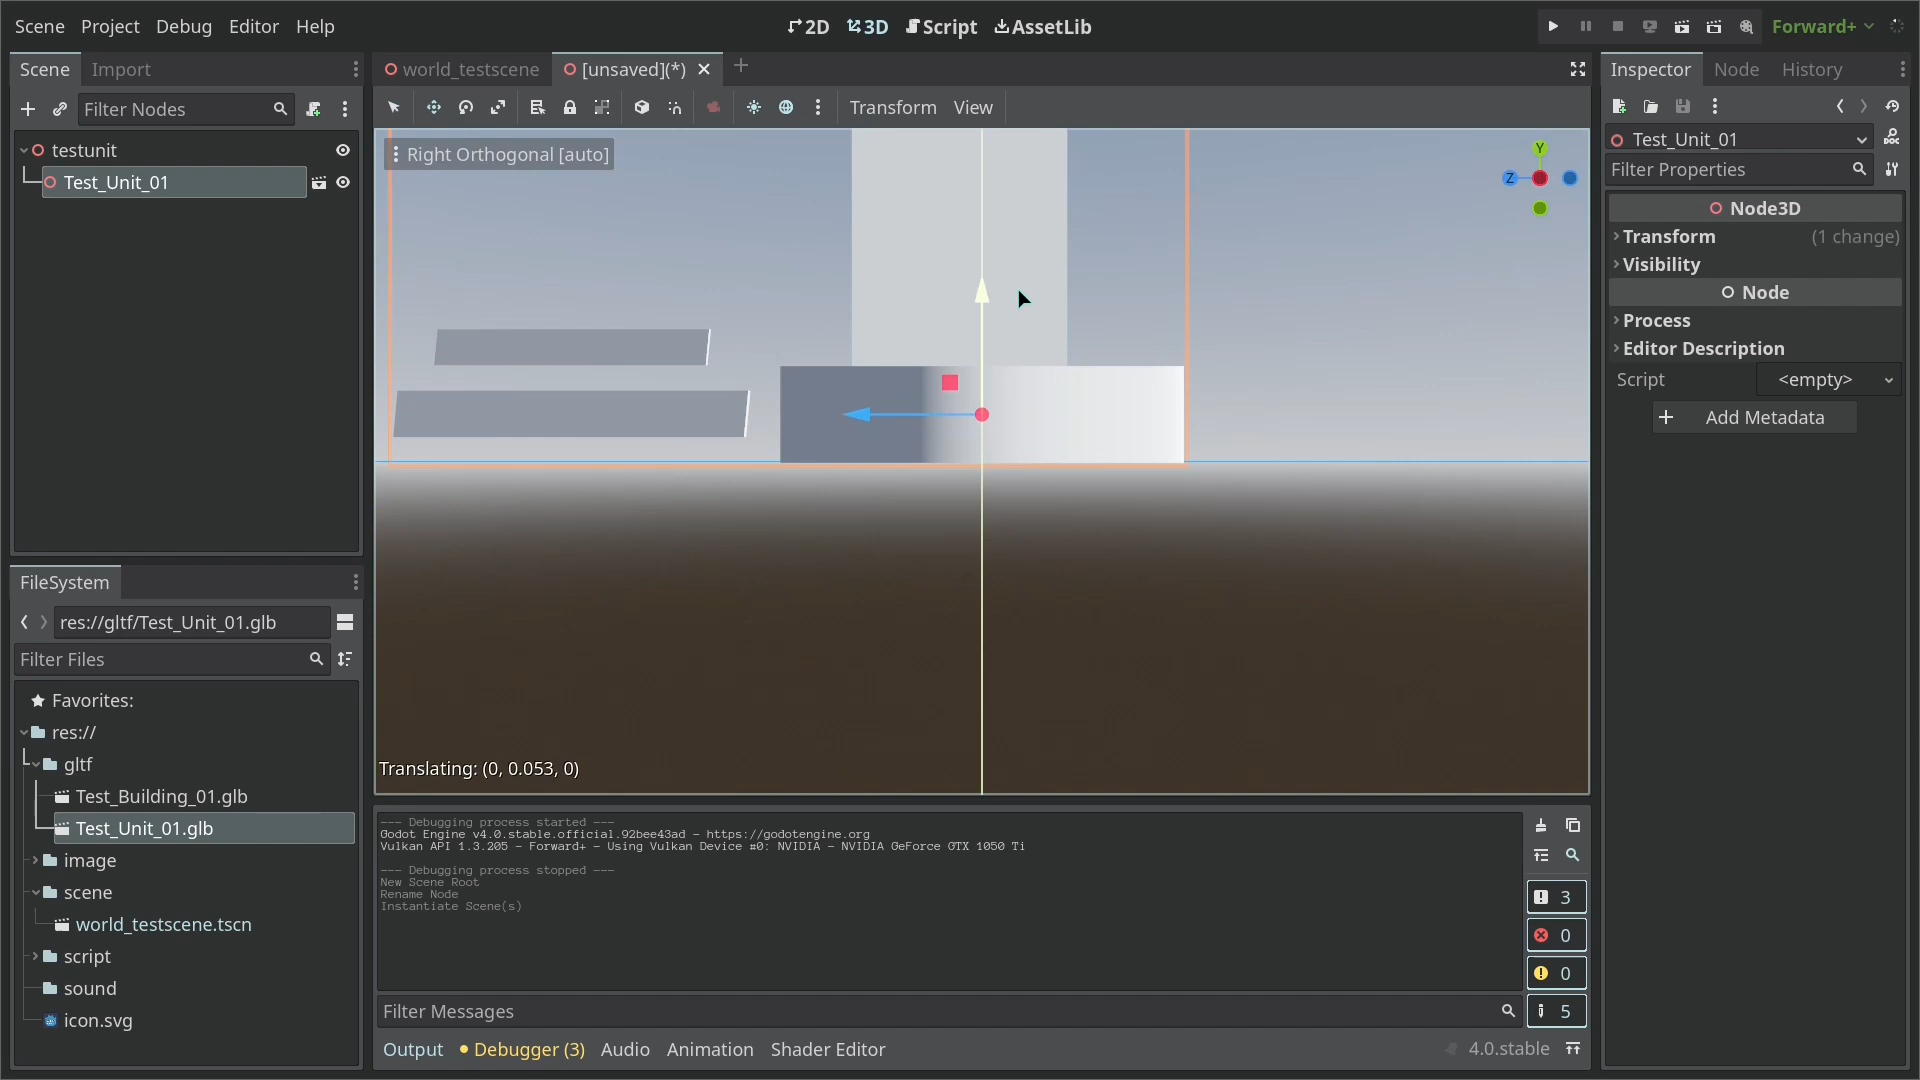 Scene Project Debug Editor Help
2D 3D Script AssetLib
Forward+
Scene Import
Filter Nodes
testunit
Test_Unit_01
world_testscene [unsaved](*)
Transform View
Right Orthogonal [auto]
Y
Z
Translating: (0, 0.053, 0)
Inspector Node History
Test_Unit_01
Filter Properties
Node3D
Transform (1 change)
Visibility
Node
Process
Editor Description
Script <empty>
Add Metadata
FileSystem
res://gltf/Test_Unit_01.glb
Filter Files
Favorites:
res://
gltf
Test_Building_01.glb
Test_Unit_01.glb
image
scene
world_testscene.tscn
script
sound
icon.svg
--- Debugging process started ---
Godot Engine v4.0.stable.official.92bee43ad - https://godotengine.org
Vulkan API 1.3.205 - Forward+ - Using Vulkan Device #0: NVIDIA - NVIDIA GeForce GTX 1050 Ti
--- Debugging process stopped ---
New Scene Root
Rename Node
Instantiate Scene(s)
3
0
0
5
Filter Messages
Output Debugger (3) Audio Animation Shader Editor
4.0.stable